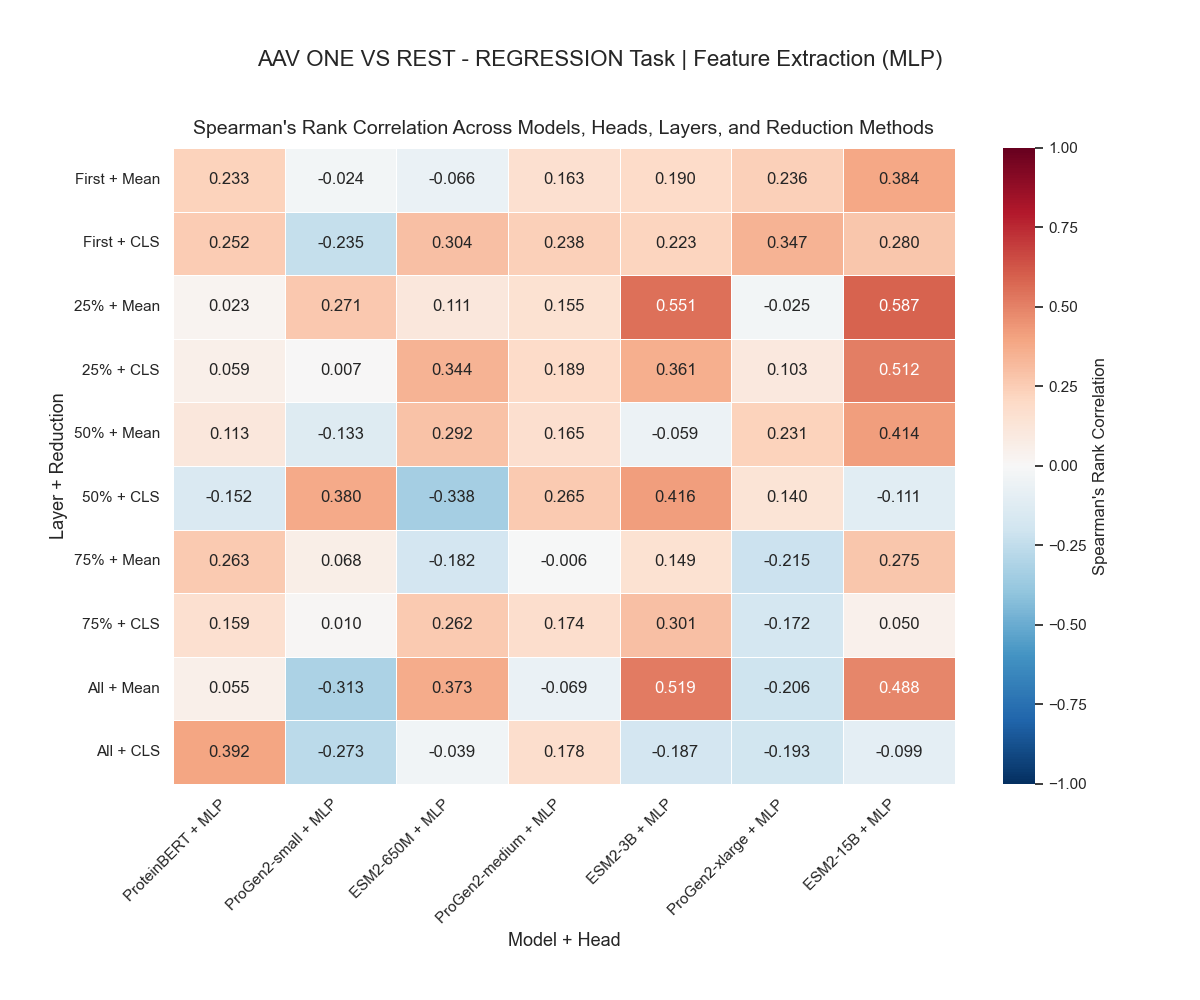 AAV ONE VS REST - REGRESSION Task | Feature Extraction (MLP)
Spearman's Rank Correlation Across Models, Heads, Layers, and Reduction Methods
Layer + Reduction
First + Mean 0.233 -0.024 -0.066 0.163 0.190 0.236 0.384
First + CLS 0.252 -0.235 0.304 0.238 0.223 0.347 0.280
25% + Mean 0.023 0.271 0.111 0.155 0.551 -0.025 0.587
25% + CLS 0.059 0.007 0.344 0.189 0.361 0.103 0.512
50% + Mean 0.113 -0.133 0.292 0.165 -0.059 0.231 0.414
50% + CLS -0.152 0.380 -0.338 0.265 0.416 0.140 -0.111
75% + Mean 0.263 0.068 -0.182 -0.006 0.149 -0.215 0.275
75% + CLS 0.159 0.010 0.262 0.174 0.301 -0.172 0.050
All + Mean 0.055 -0.313 0.373 -0.069 0.519 -0.206 0.488
All + CLS 0.392 -0.273 -0.039 0.178 -0.187 -0.193 -0.099
ProteinBERT + MLP
ProGen2-small + MLP
ESM2-650M + MLP
ProGen2-medium + MLP
ESM2-3B + MLP
ProGen2-xlarge + MLP
ESM2-15B + MLP
Model + Head
1.00
0.75
0.50
0.25
0.00
−0.25
−0.50
−0.75
−1.00
Spearman's Rank Correlation